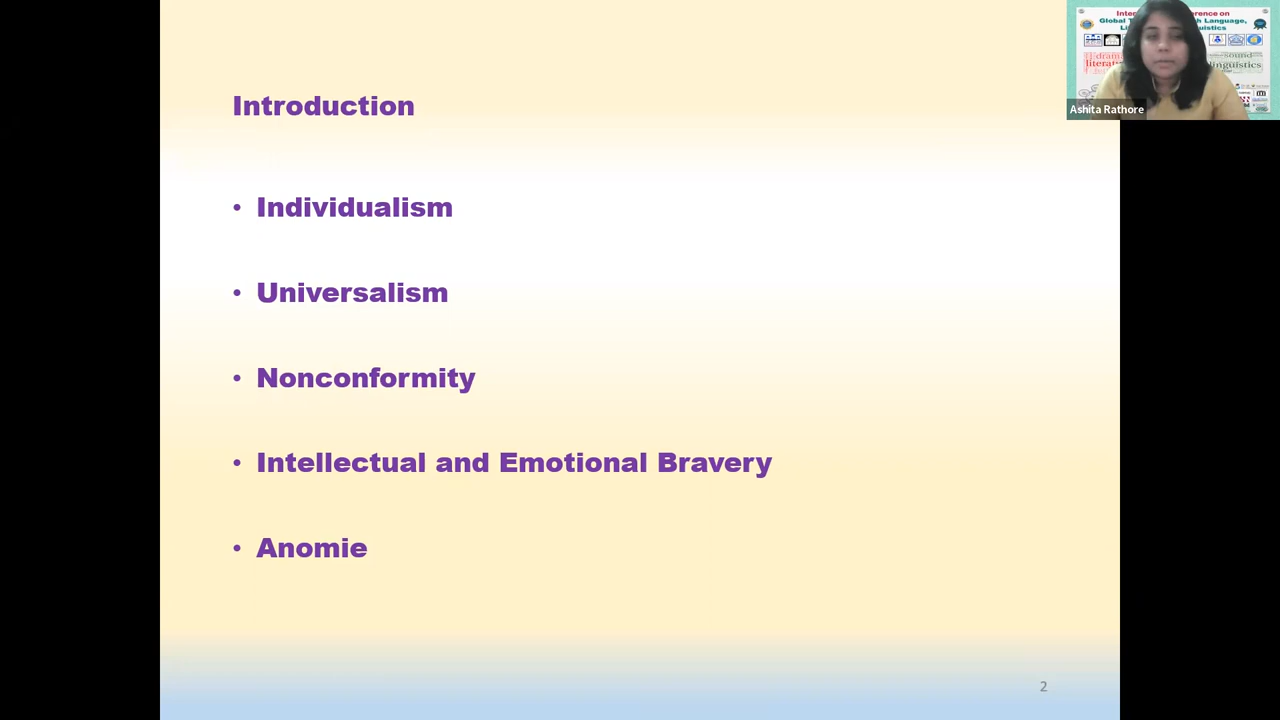 Introduction
• Individualism
• Universalism
• Nonconformity
• Intellectual and Emotional Bravery
• Anomie
2
Ashita Rathore